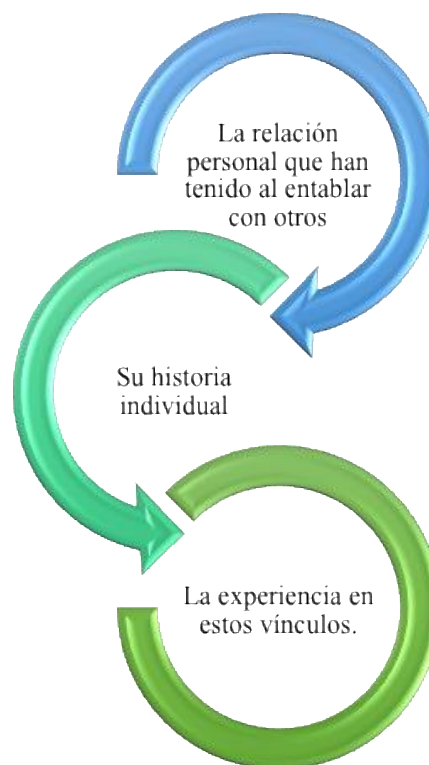 La relación
personal que han
tenido al entablar
con otros
Su historia
individual
La experiencia en
estos vínculos.